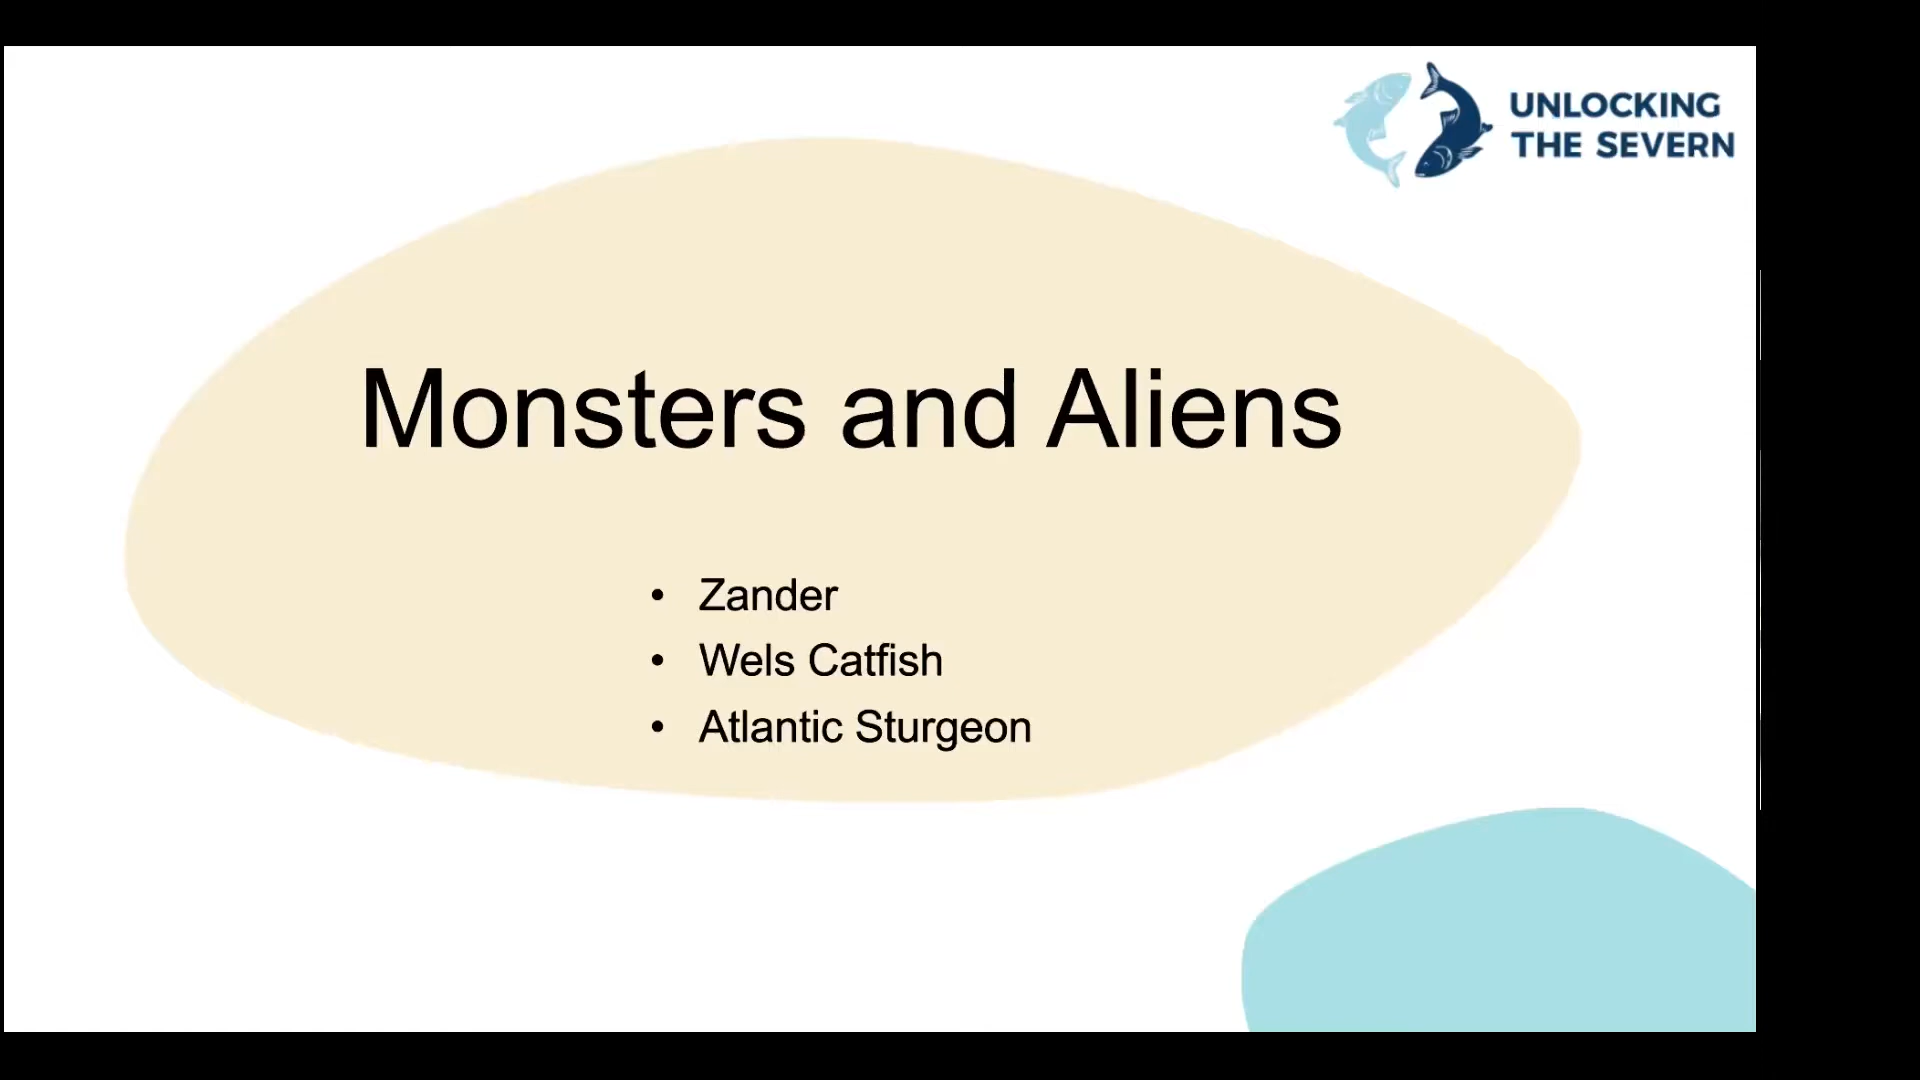 UNLOCKING
THE SEVERN
Monsters and Aliens
• Zander
• Wels Catfish
• Atlantic Sturgeon